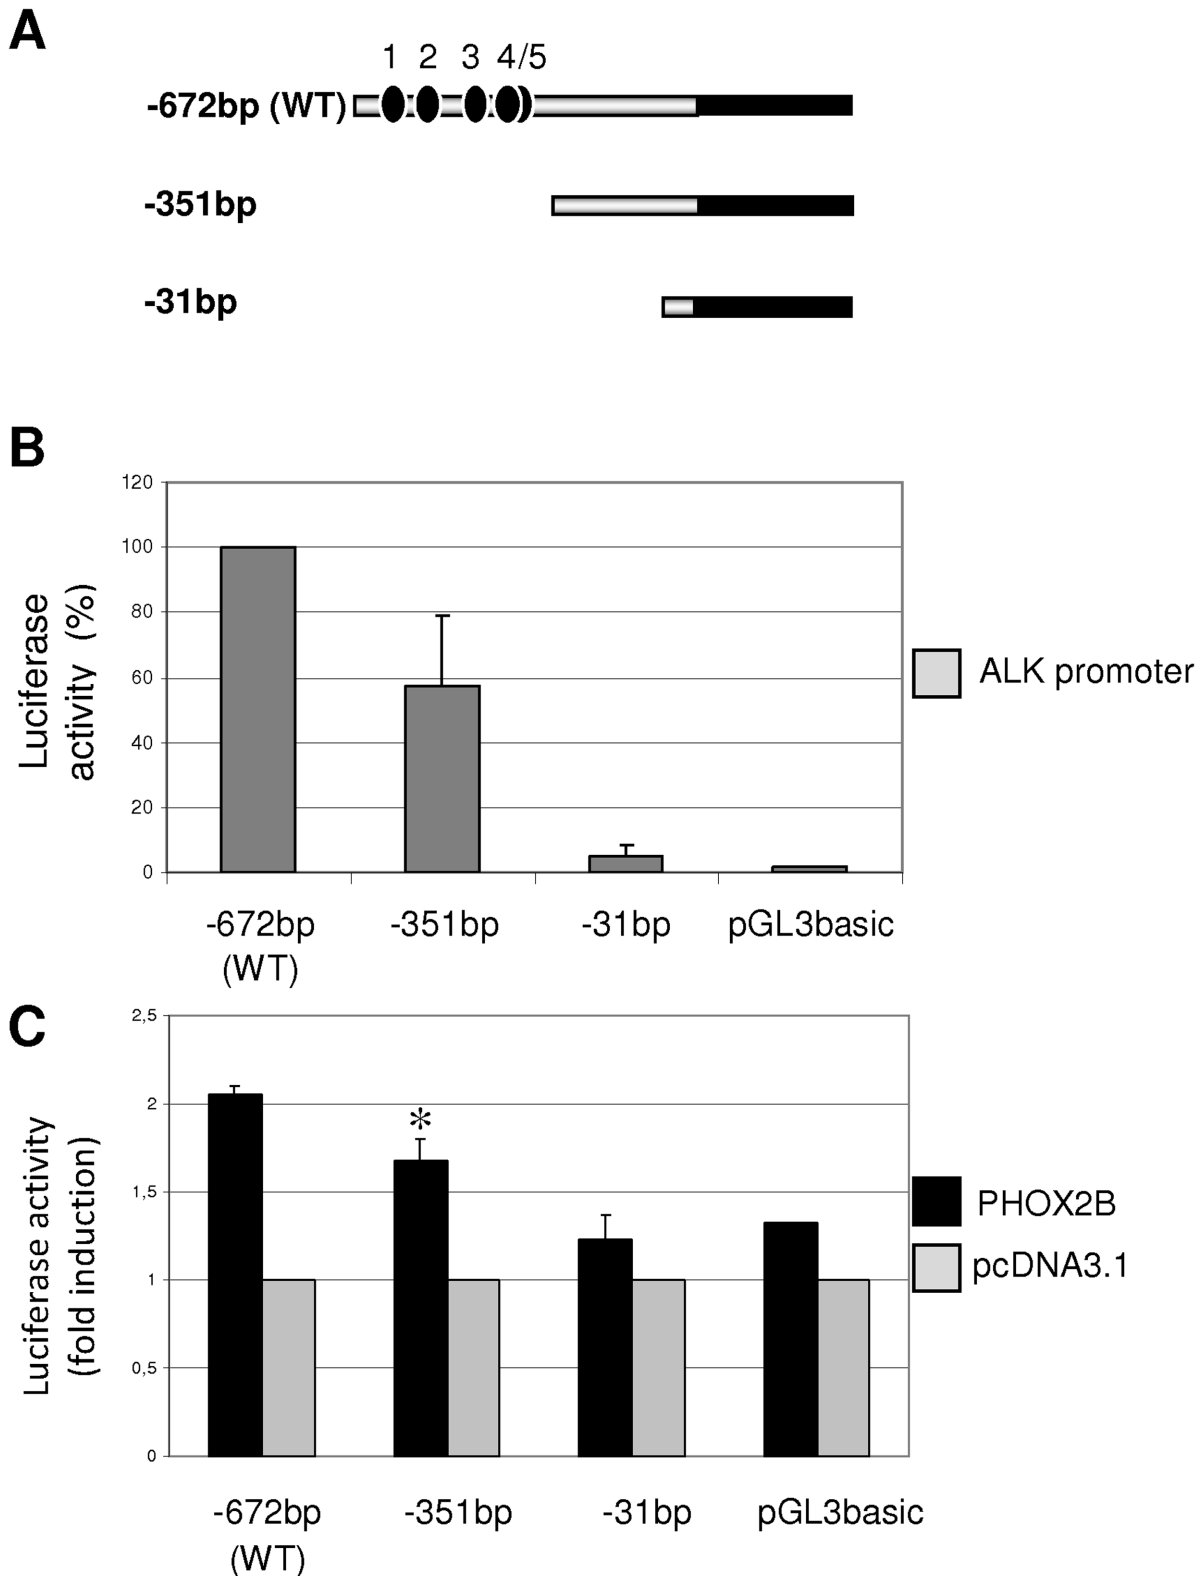 A
1 2 3 4/5
-672bp (WT)
-351bp
-31bp
B
120
100
80
60
40
20
0
Luciferase
activity (%)
ALK promoter
-672bp
(WT)
-351bp
-31bp
pGL3basic
C
2,5
2
1,5
1
0,5
0
Luciferase activity
(fold induction)
*
PHOX2B
pcDNA3.1
-672bp
(WT)
-351bp
-31bp
pGL3basic